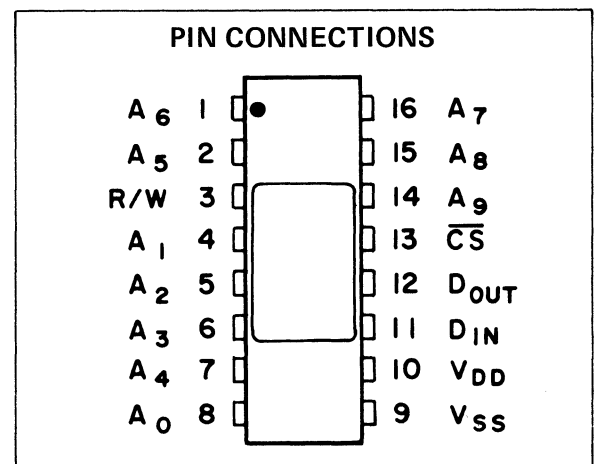 PIN CONNECTIONS
A6 1 16 A7
A5 2 15 A8
R/W 3 14 A9
A1 4 13 C̅S̅
A2 5 12 DOUT
A3 6 11 DIN
A4 7 10 VDD
A0 8 9 VSS